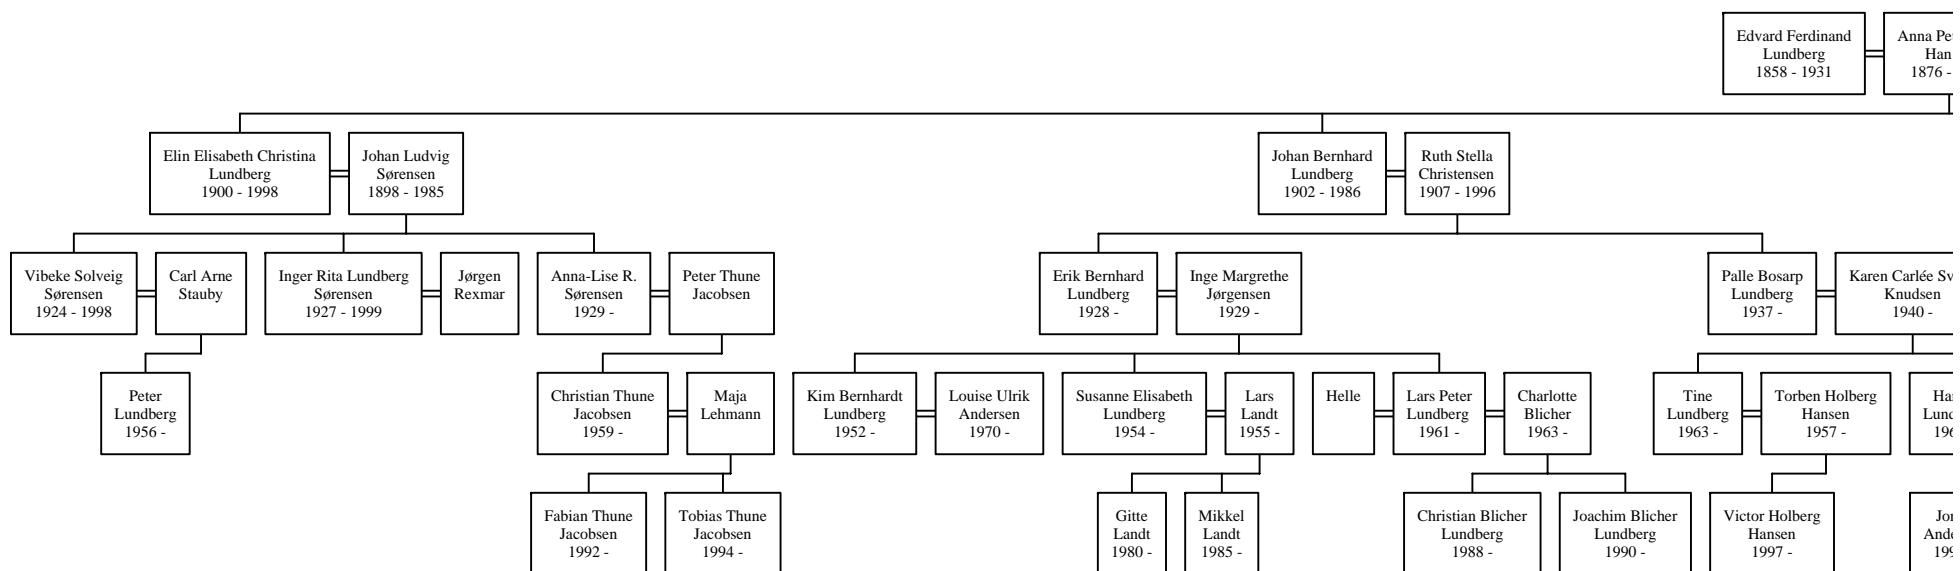 Edvard Ferdinand
Lundberg
1858 - 1931
Anna
1876 -
Elin Elisabeth Christina
Lundberg
1900 - 1998
Johan Ludvig
Sørensen
1898 - 1985
Johan Bernhard
Lundberg
1902 - 1986
Ruth Stella
Christensen
1907 - 1996
Vibeke Solveig
Sørensen
1924 - 1998
Carl Arne
Stauby
Inger Rita Lundberg
Sørensen
1927 - 1999
Jørgen
Rexmar
Anna-Lise R.
Sørensen
1929 -
Peter Thune
Jacobsen
Erik Bernhard
Lundberg
1928 -
Inge Margrethe
Jørgensen
1929 -
Palle Bosarp
Lundberg
1937 -
Karen Carlée
Knudsen
1940 -
Peter
Lundberg
1956 -
Christian Thune
Jacobsen
1959 -
Maja
Lehmann
Kim Bernhardt
Lundberg
1952 -
Louise Ulrik
Andersen
1970 -
Susanne Elisabeth
Lundberg
1954 -
Lars
Landt
1955 -
Helle
Lars Peter
Lundberg
1961 -
Charlotte
Blicher
1963 -
Tine
Lundberg
1963 -
Torben Holberg
Hansen
1957 -
Fabian Thune
Jacobsen
1992 -
Tobias Thune
Jacobsen
1994 -
Gitte
Landt
1980 -
Mikkel
Landt
1985 -
Christian Blicher
Lundberg
1988 -
Joachim Blicher
Lundberg
1990 -
Victor Holberg
Hansen
1997 -